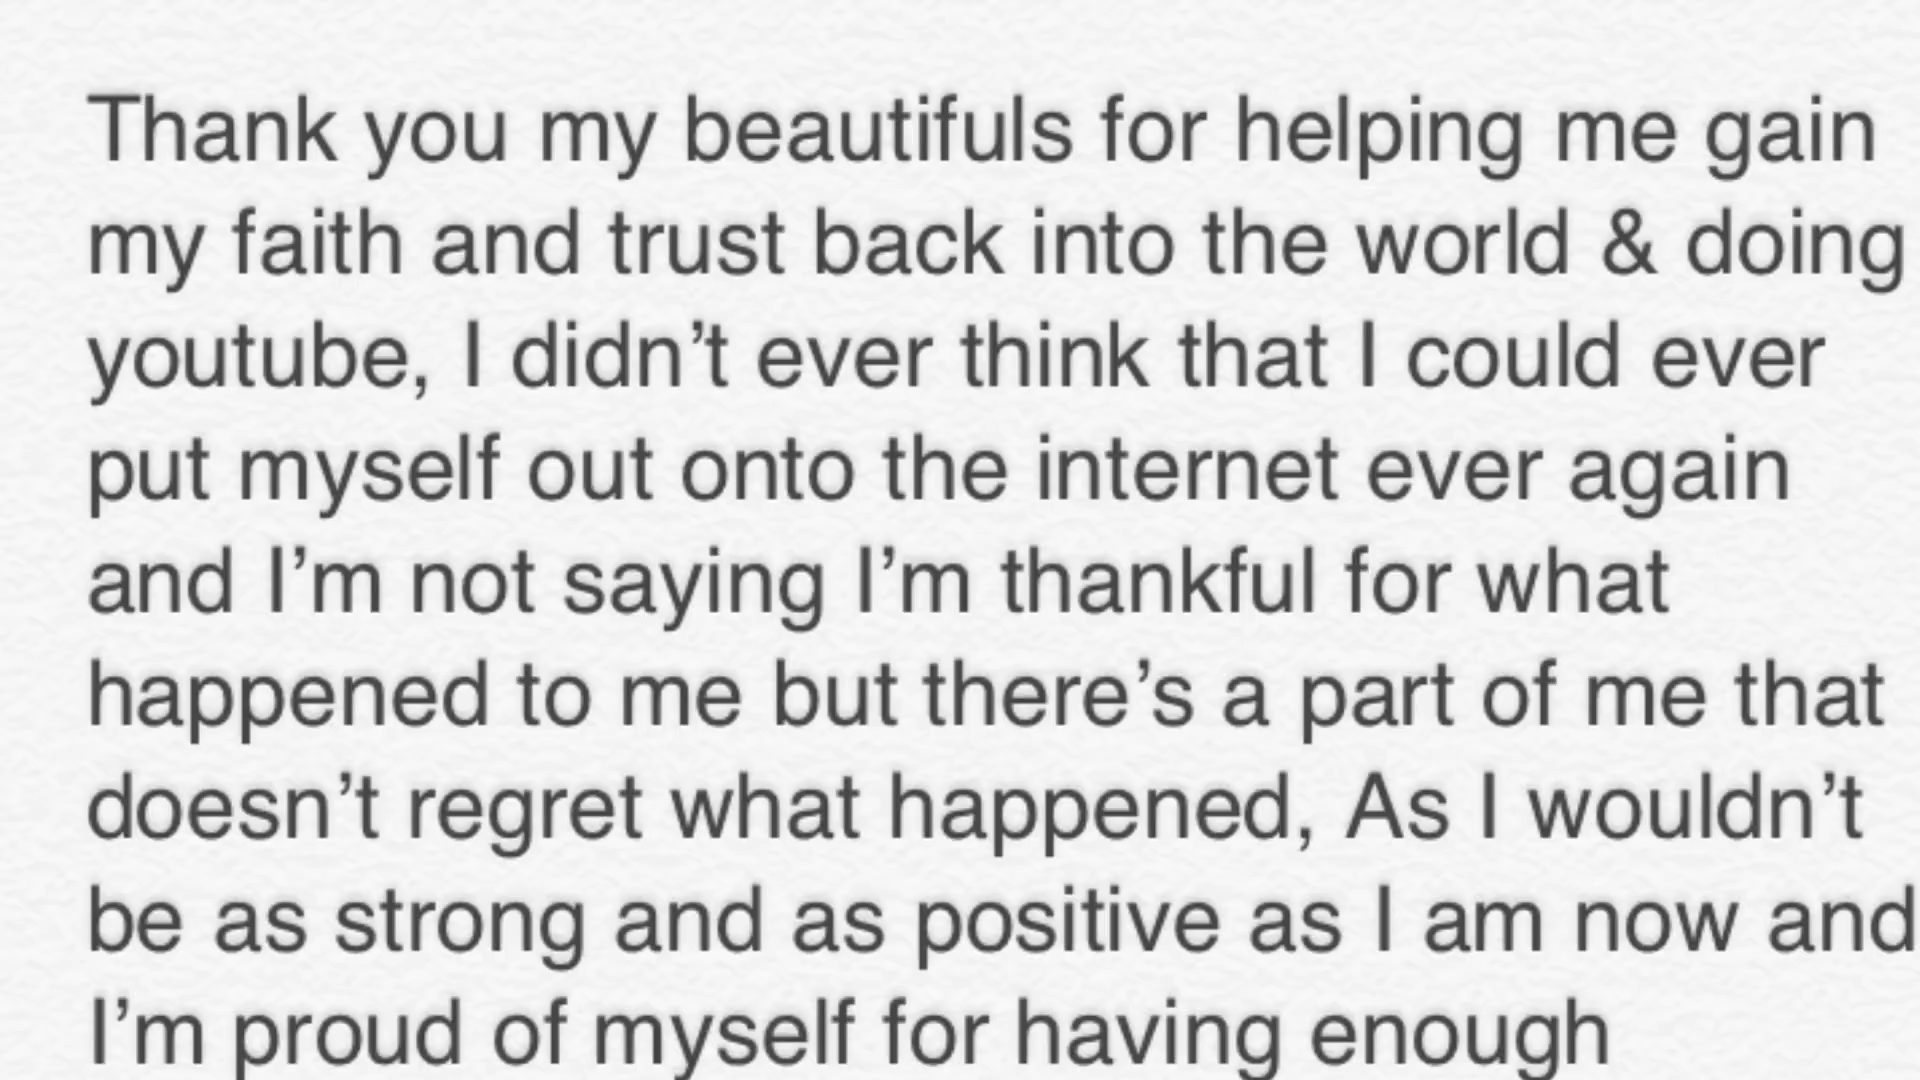 Thank you my beautifuls for helping me gain
my faith and trust back into the world & doing
youtube, I didn’t ever think that I could ever
put myself out onto the internet ever again
and I’m not saying I’m thankful for what
happened to me but there’s a part of me that
doesn’t regret what happened, As I wouldn’t
be as strong and as positive as I am now and
I’m proud of myself for having enough